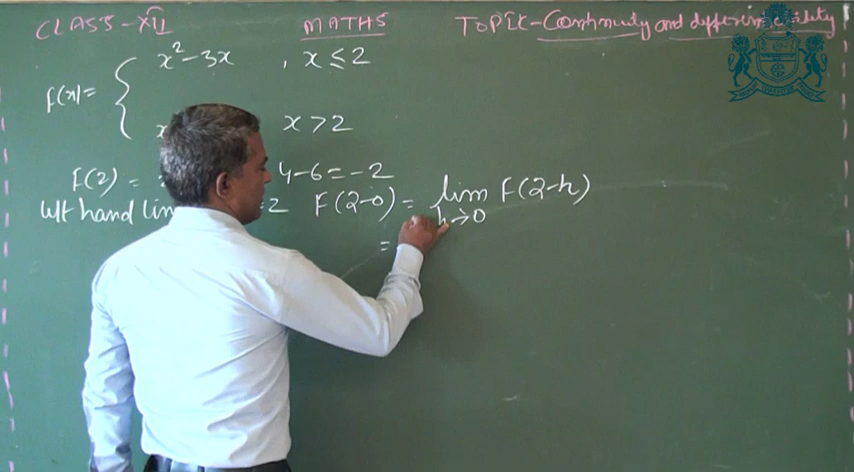 CLASS-XII MATHS TOPIC-Continuity and differentiability
x²-3x , x≤2
f(x)= {
x x>2
F(2) = 4-6=-2
Left hand lim =2 F(2-0)= lim F(2-h)
h→0
=